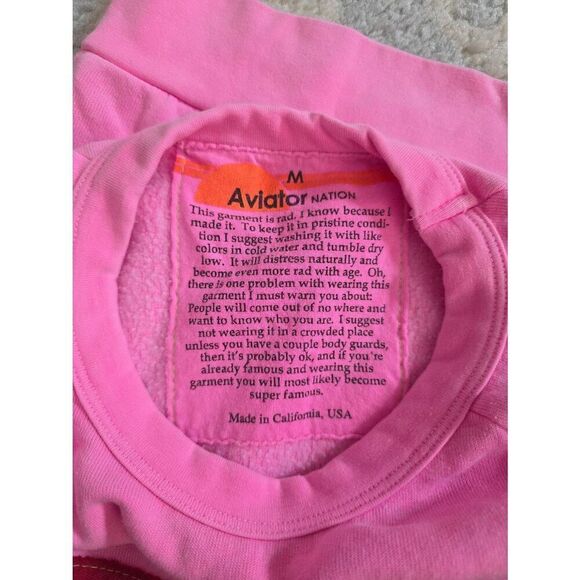 M
Aviator NATION
This garment is rad, I know because I
made it. To keep it in pristine condi-
tion I suggest washing it with like
colors in cold water and tumble dry
low. It will distress naturally and
become even more rad with age. Oh,
there is one problem with wearing this
garment I must warn you about:
People will come out of no where and
want to know who you are. I suggest
not wearing it in a crowded place
unless you have a couple body guards,
then it's probably ok, and if you're
already famous and wearing this
garment you will most likely become
super famous.
Made in California, USA